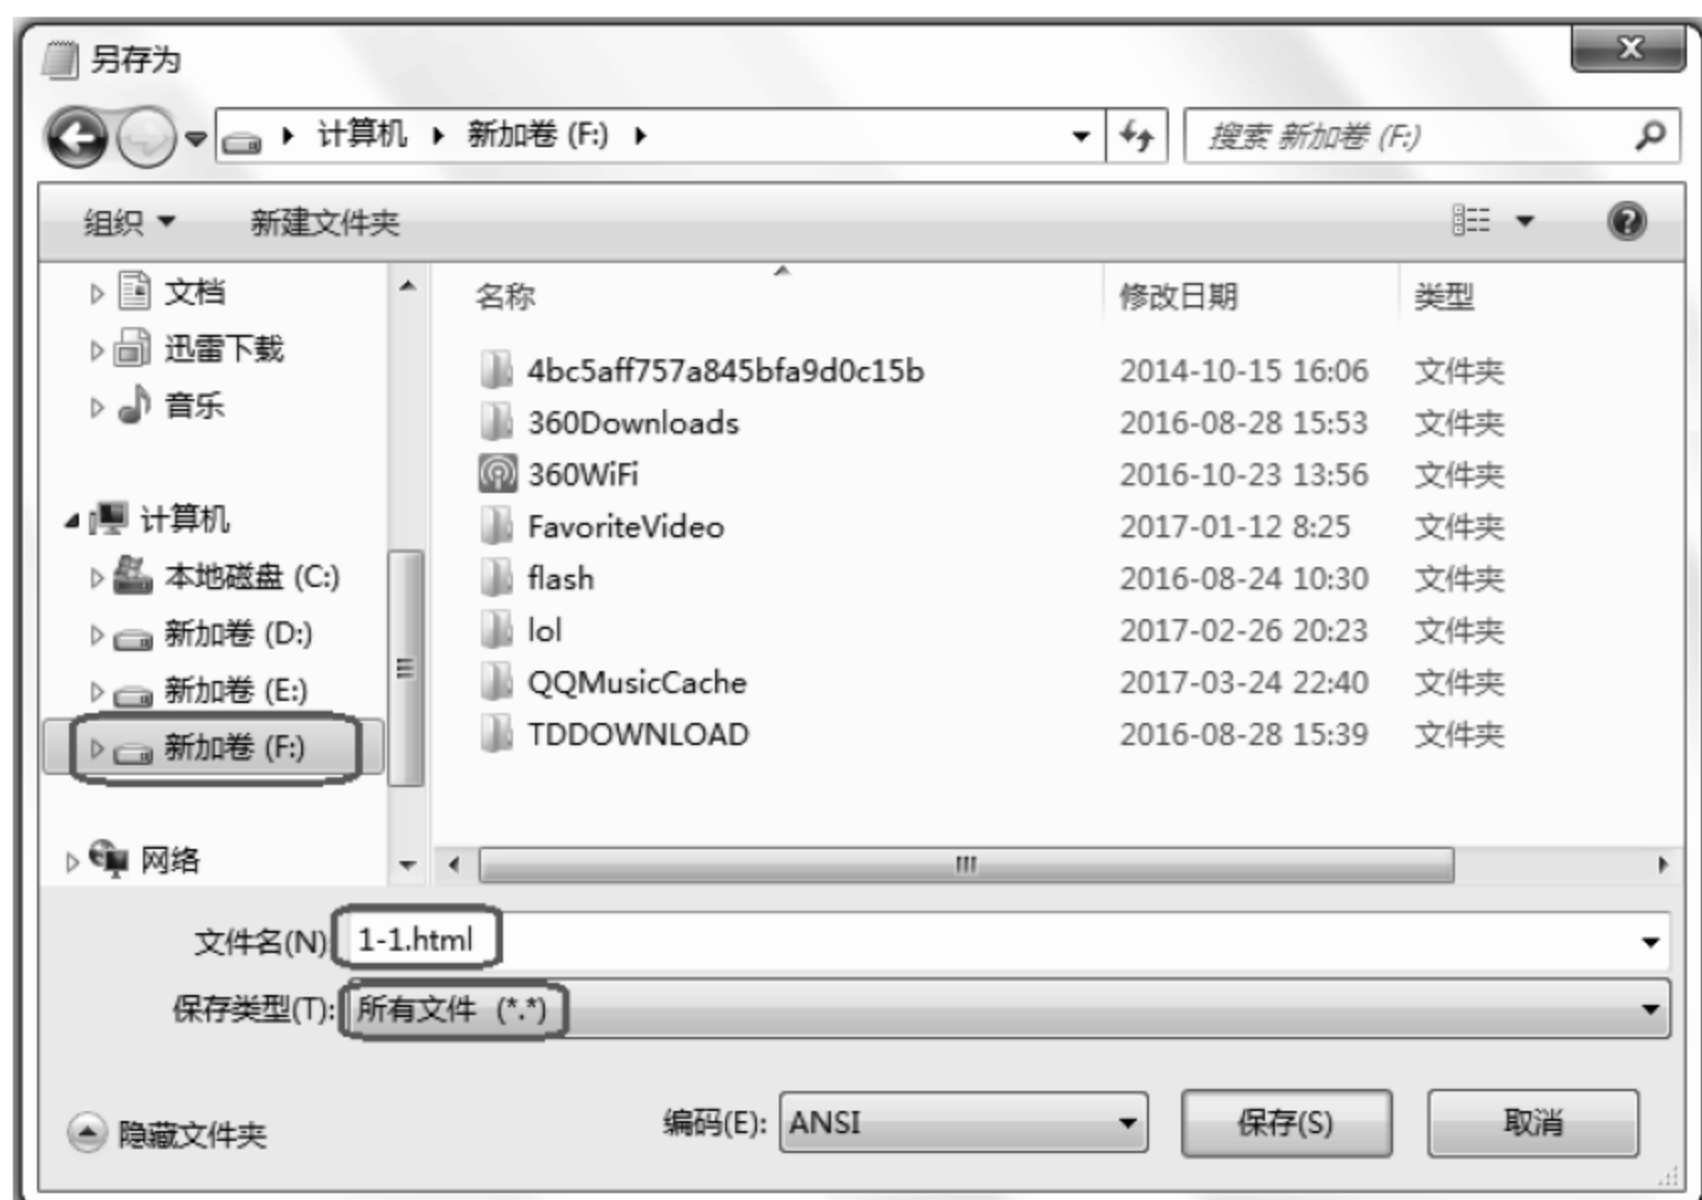 另存为
计算机 新加卷 (F:)
搜索 新加卷 (F:)
组织 新建文件夹
文档
迅雷下载
音乐
计算机
本地磁盘 (C:)
新加卷 (D:)
新加卷 (E:)
新加卷 (F:)
网络
名称 修改日期 类型
4bc5aff757a845bfa9d0c15b 2014-10-15 16:06 文件夹
360Downloads 2016-08-28 15:53 文件夹
360WiFi 2016-10-23 13:56 文件夹
FavoriteVideo 2017-01-12 8:25 文件夹
flash 2016-08-24 10:30 文件夹
lol 2017-02-26 20:23 文件夹
QQMusicCache 2017-03-24 22:40 文件夹
TDDOWNLOAD 2016-08-28 15:39 文件夹
文件名(N): 1-1.html
保存类型(T): 所有文件 (*.*)
隐藏文件夹 编码(E): ANSI 保存(S) 取消